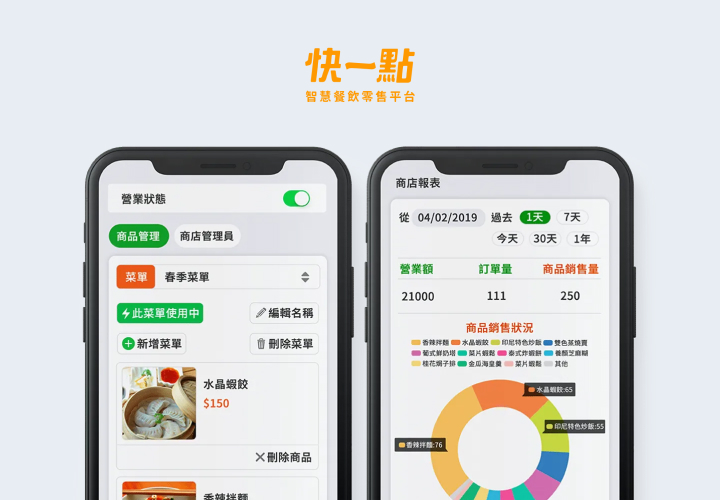 快一點
智慧餐飲零售平台
營業狀態
商品管理 商店管理員
菜單 春季菜單
此菜單使用中 編輯名稱
新增菜單 刪除菜單
水晶蝦餃
$150
刪除商品
香辣拌麵
商店報表
從 04/02/2019 過去 1天 7天
今天 30天 1年
營業額 訂單量 商品銷售量
21000 111 250
商品銷售狀況
香辣拌麵 水晶蝦餃 印尼特色炒飯 雙色蒸燒賣
葡式鮮奶塔 菜片蝦鬆 泰式炸蝦餅 養顏芝麻糊
桂花焗子排 金瓜海皇羹 菜片蝦鬆 其他
水晶蝦餃:65
印尼特色炒飯:55
香辣拌麵:76